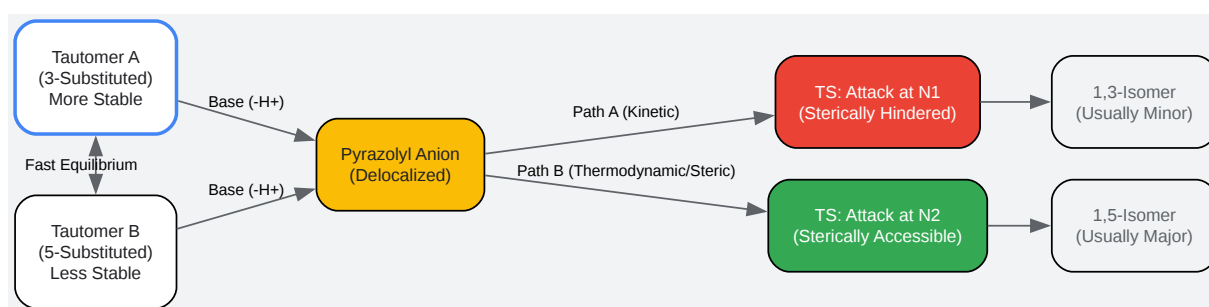 Tautomer A
(3-Substituted)
More Stable
Fast Equilibrium
Tautomer B
(5-Substituted)
Less Stable
Base (-H+)
Base (-H+)
Pyrazolyl Anion
(Delocalized)
Path A (Kinetic)
Path B (Thermodynamic/Steric)
TS: Attack at N1
(Sterically Hindered)
TS: Attack at N2
(Sterically Accessible)
1,3-Isomer
(Usually Minor)
1,5-Isomer
(Usually Major)